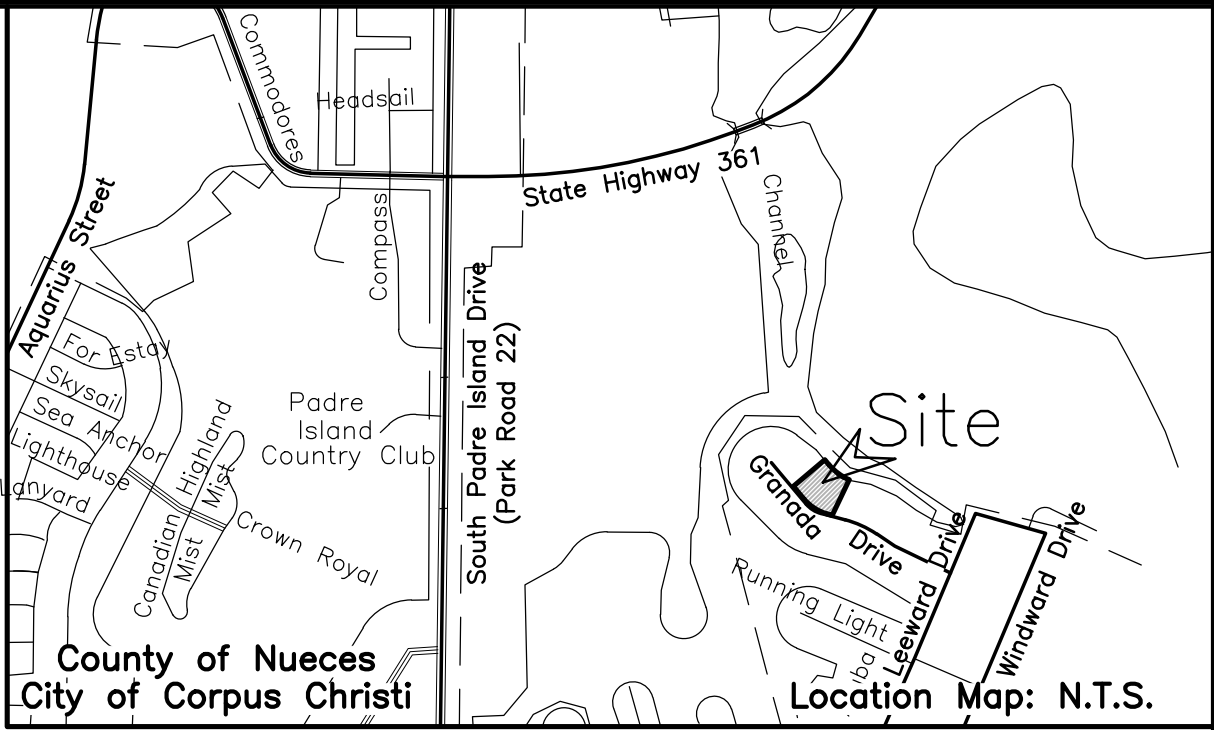 Commodores
Headsail
State Highway 361
Channel
Aquarius Street
Compass
For Estay
Skysail
Sea Anchor
Lighthouse
Lanyard
Highland
Mist
Canadian
Mist
Crown Royal
Padre
Island
Country Club
South Padre Island Drive
(Park Road 22)
Site
Granada Drive
Running Light
Leeward Drive
Windward Drive
County of Nueces
City of Corpus Christi
Location Map: N.T.S.